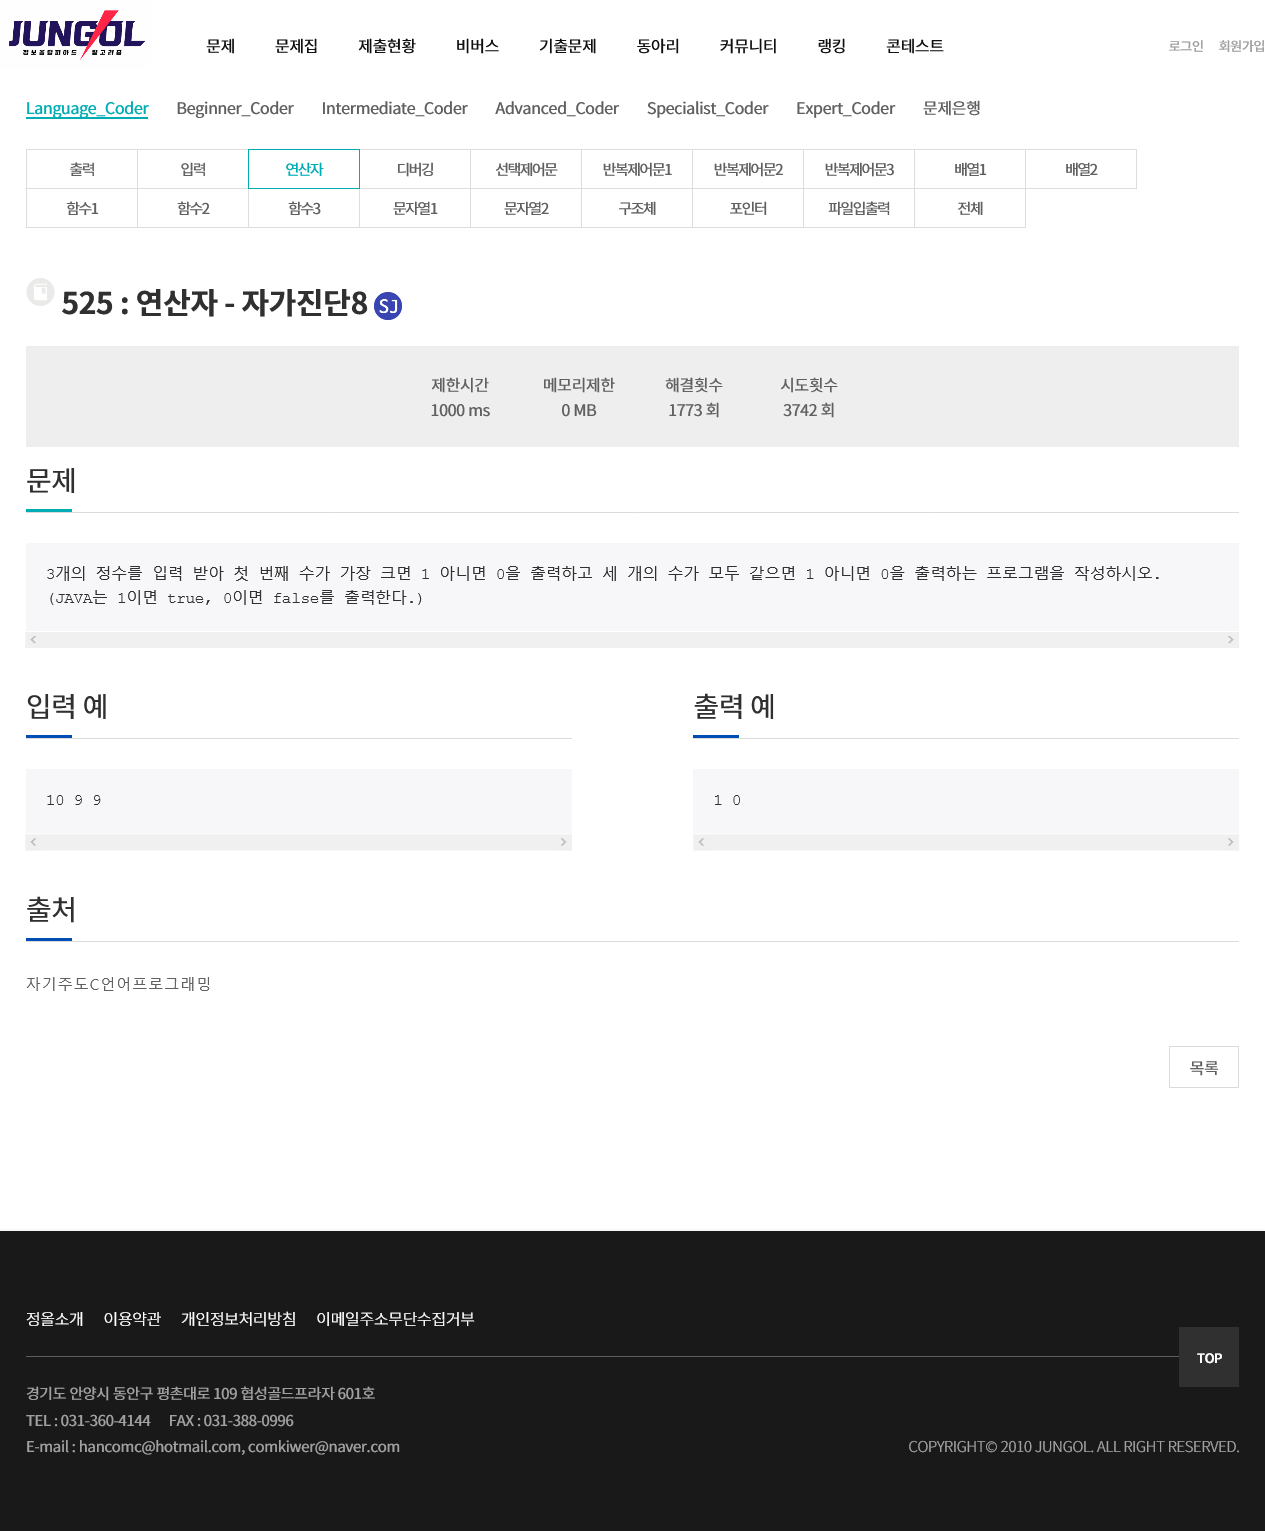 JUNGOL
정보올림피아드 알고리즘
문제 문제집 제출현황 비버스 기출문제 동아리 커뮤니티 랭킹 콘테스트 로그인 회원가입
Language_Coder Beginner_Coder Intermediate_Coder Advanced_Coder Specialist_Coder Expert_Coder 문제은행
출력 입력 연산자 디버깅 선택제어문 반복제어문1 반복제어문2 반복제어문3 배열1 배열2
함수1 함수2 함수3 문자열1 문자열2 구조체 포인터 파일입출력 전체
525 : 연산자 - 자가진단8 SJ
제한시간 메모리제한 해결횟수 시도횟수
1000 ms 0 MB 1773 회 3742 회
문제
3개의 정수를 입력 받아 첫 번째 수가 가장 크면 1 아니면 0을 출력하고 세 개의 수가 모두 같으면 1 아니면 0을 출력하는 프로그램을 작성하시오.
(JAVA는 1이면 true, 0이면 false를 출력한다.)
입력 예 출력 예
10 9 9 1 0
출처
자기주도C언어프로그래밍
목록
정올소개 이용약관 개인정보처리방침 이메일주소무단수집거부
TOP
경기도 안양시 동안구 평촌대로 109 협성골드프라자 601호
TEL : 031-360-4144 FAX : 031-388-0996
E-mail : hancomc@hotmail.com, comkiwer@naver.com COPYRIGHT© 2010 JUNGOL. ALL RIGHT RESERVED.